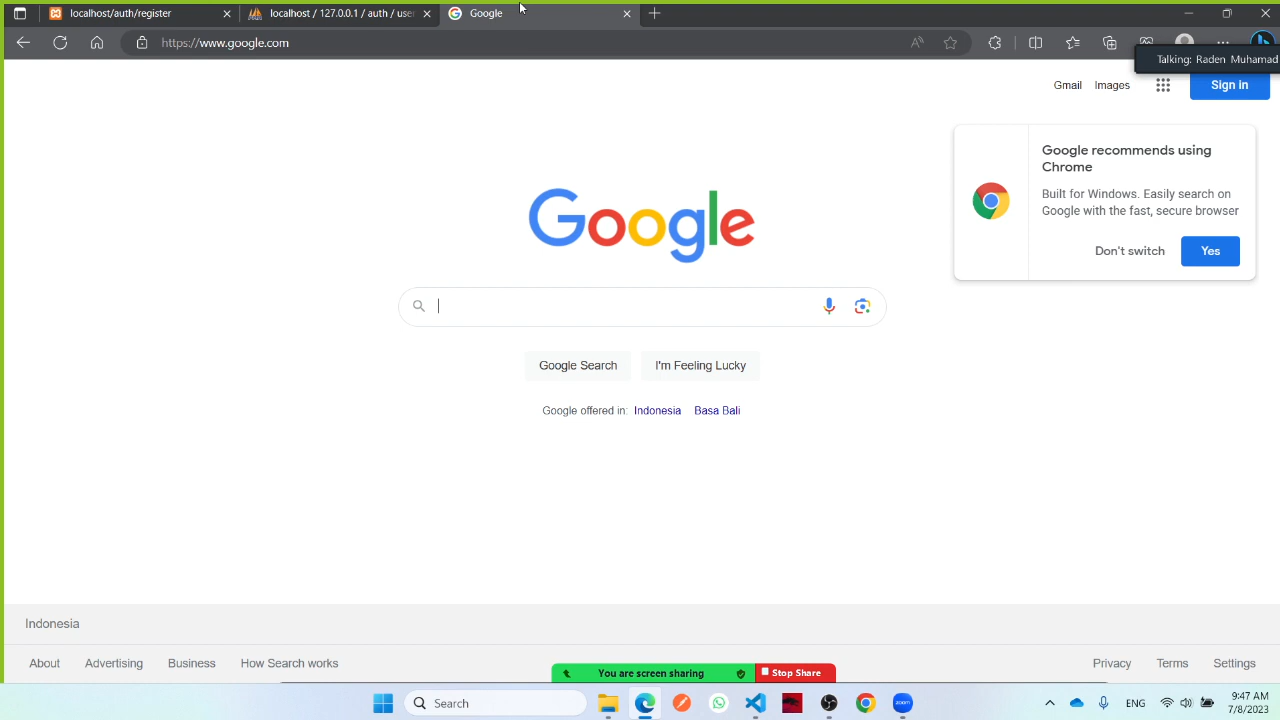 localhost/auth/register
localhost / 127.0.0.1 / auth / user
Google
https://www.google.com
Talking: Raden Muhamad
Gmail Images Sign in
Google recommends using
Chrome
Built for Windows. Easily search on
Google with the fast, secure browser
Don't switch Yes
Google
Google Search I'm Feeling Lucky
Google offered in: Indonesia Basa Bali
Indonesia
About Advertising Business How Search works
Privacy Terms Settings
You are screen sharing Stop Share
Search
zoom
ENG
9:47 AM
7/8/2023